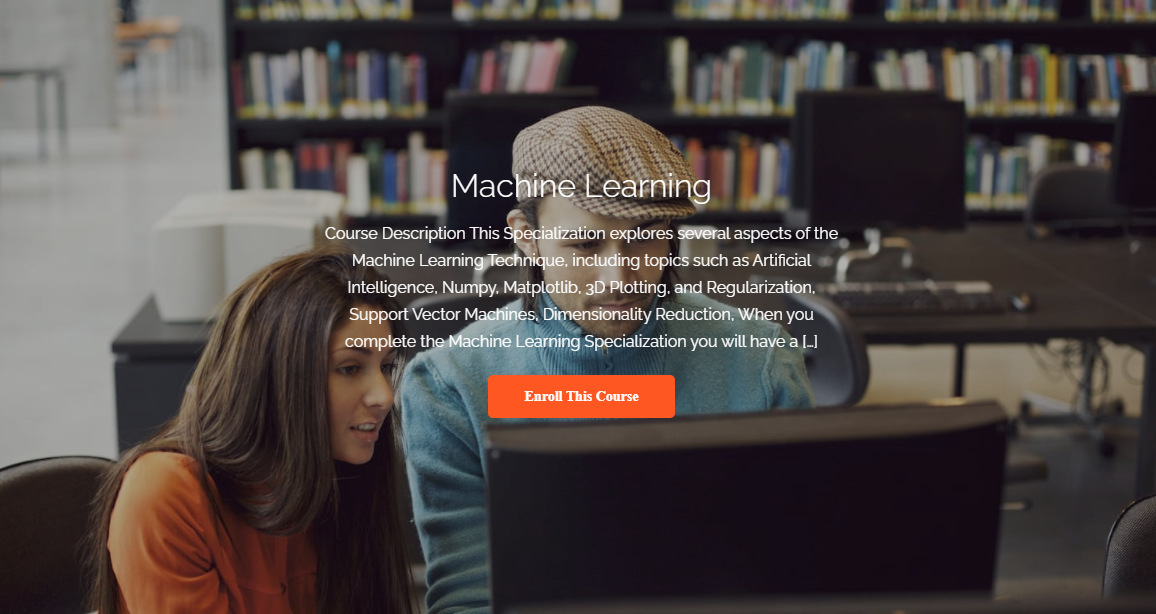 Machine Learning
Course Description This Specialization explores several aspects of the
Machine Learning Technique, including topics such as Artificial
Intelligence, Numpy, Matplotlib, 3D Plotting, and Regularization,
Support Vector Machines, Dimensionality Reduction, When you
complete the Machine Learning Specialization you will have a [...]
Enroll This Course